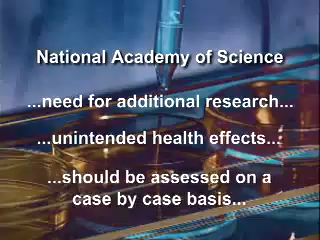 National Academy of Science
...need for additional research...
...unintended health effects...
...should be assessed on a
case by case basis...